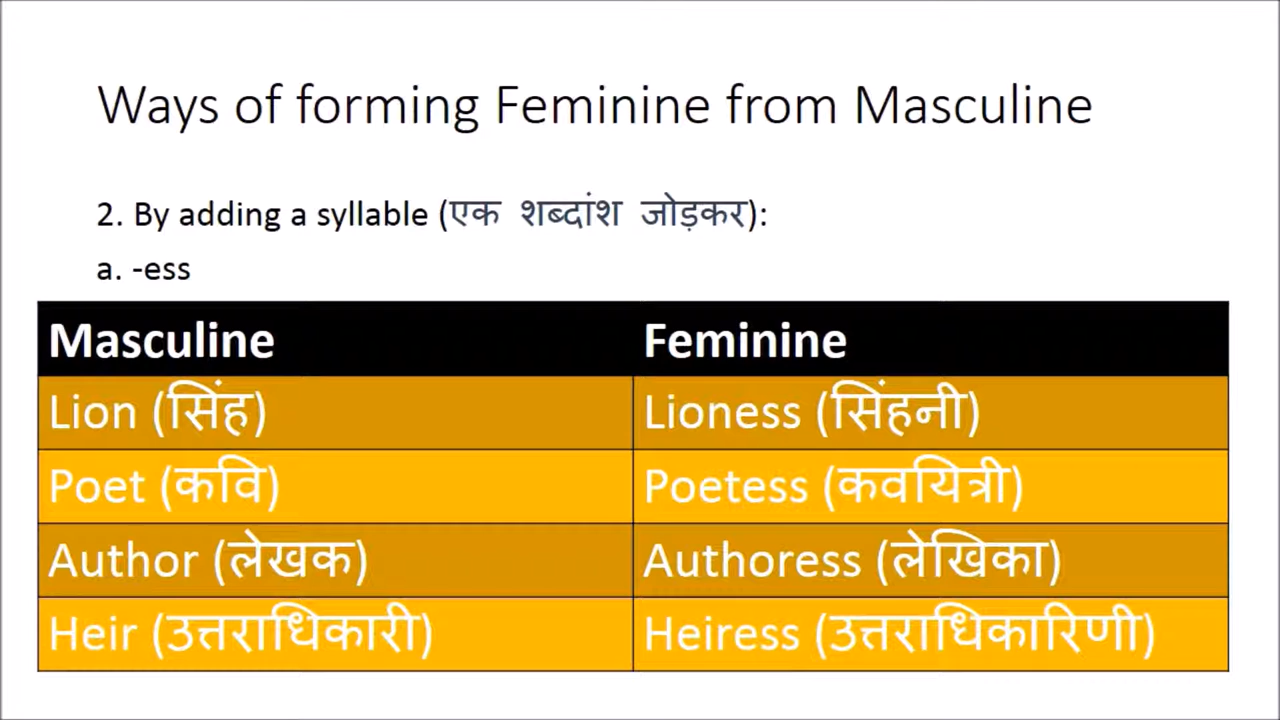 Ways of forming Feminine from Masculine
2. By adding a syllable (एक शब्दांश जोड़कर):
a. -ess
Masculine Feminine
Lion (सिंह) Lioness (सिंहनी)
Poet (कवि) Poetess (कवयित्री)
Author (लेखक) Authoress (लेखिका)
Heir (उत्तराधिकारी) Heiress (उत्तराधिकारिणी)